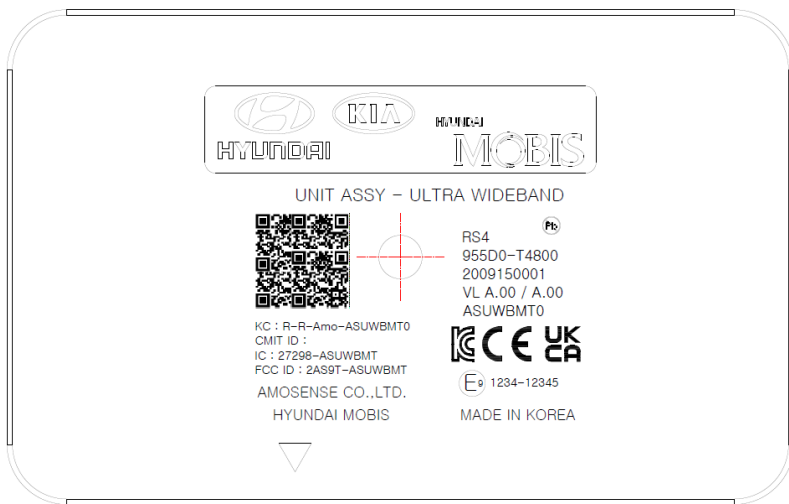 HYUNDAI
KIA
HYUNDAI
MOBIS
UNIT ASSY - ULTRA WIDEBAND
RS4
955D0-T4800
2009150001
VL A.00 / A.00
ASUWBMT0
KC : R-R-Amo-ASUWBMT0
CMIT ID :
IC : 27298-ASUWBMT
FCC ID : 2AS9T-ASUWBMT
AMOSENSE CO.,LTD.
HYUNDAI MOBIS
CE
UK
CA
E9 1234-12345
MADE IN KOREA